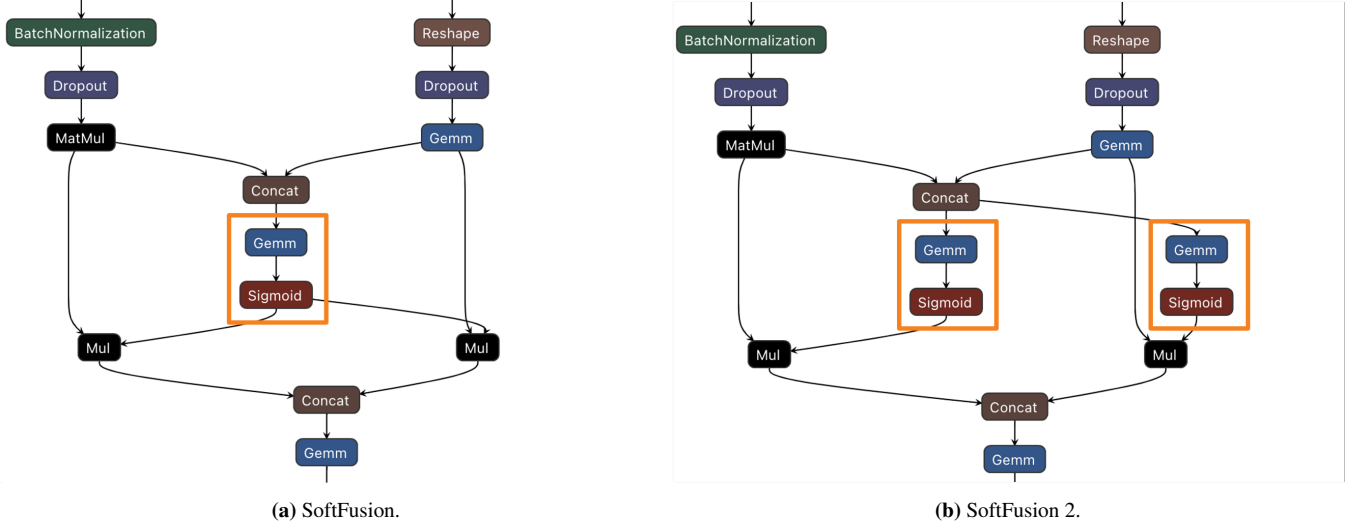 BatchNormalization
Reshape
Dropout
Dropout
MatMul
Gemm
Concat
Gemm
Sigmoid
Mul
Mul
Concat
Gemm
(a) SoftFusion.
BatchNormalization
Reshape
Dropout
Dropout
MatMul
Gemm
Concat
Gemm
Gemm
Sigmoid
Sigmoid
Mul
Mul
Concat
Gemm
(b) SoftFusion 2.